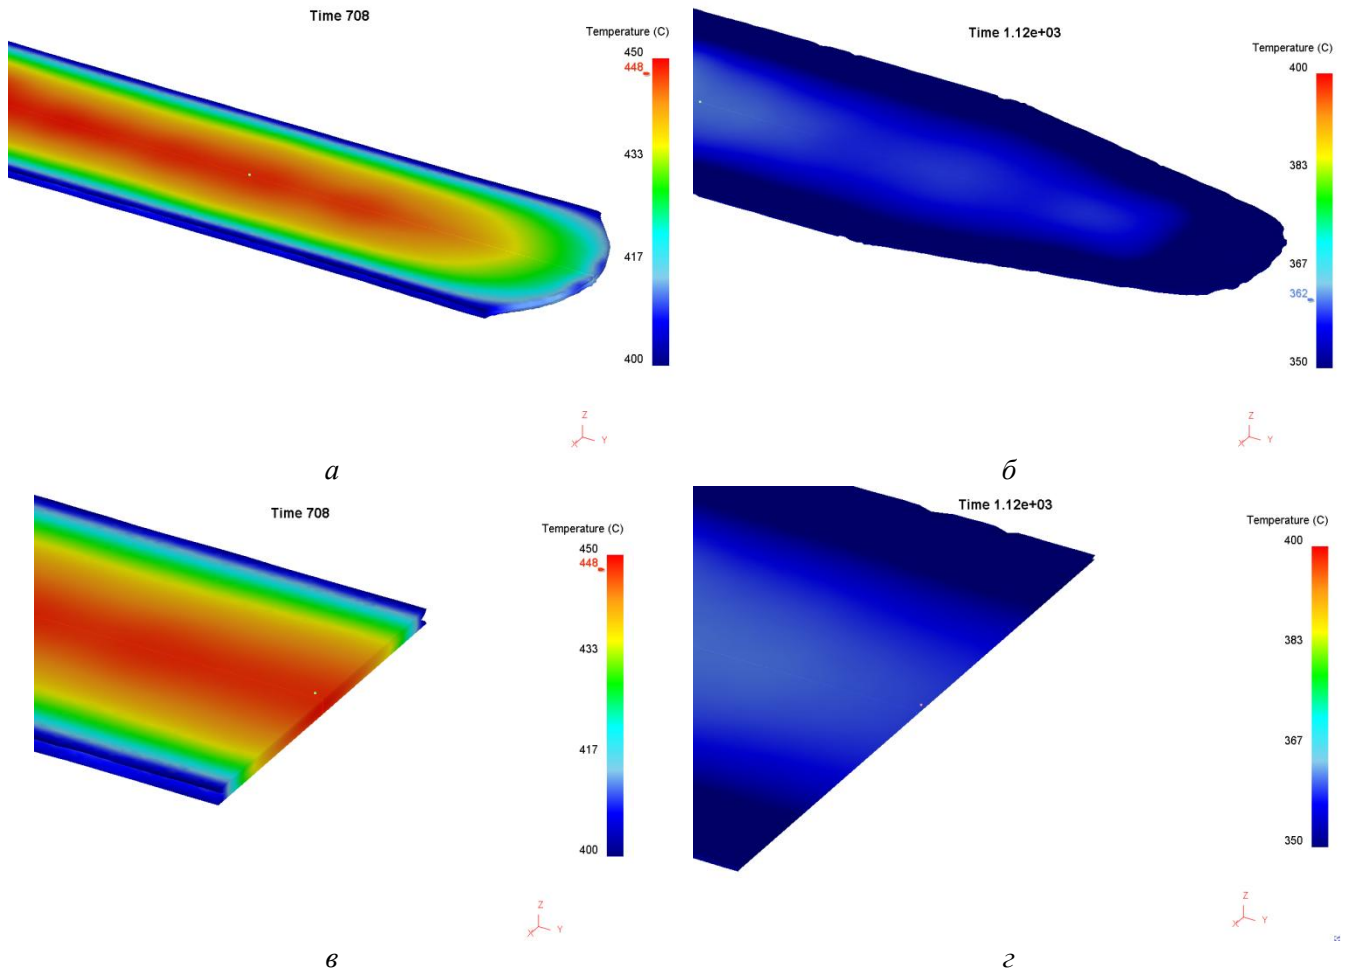 Time 708
Temperature (C)
450
448
433
417
400
Z
X Y
а
Time 1.12e+03
Temperature (C)
400
383
367
362
350
Z
X Y
б
Time 708
Temperature (C)
450
448
433
417
400
Z
X Y
в
Time 1.12e+03
Temperature (C)
400
383
367
350
Z
X Y
г